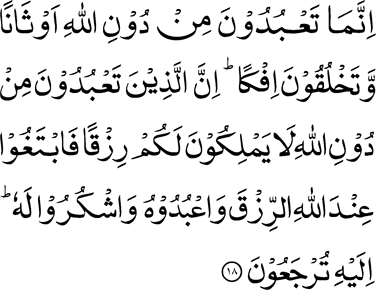 اِنَّمَا تَعۡبُدُوۡنَ مِنۡ دُوۡنِ اللّٰهِ اَوۡثَانًا
وَّتَخۡلُقُوۡنَ اِفۡكًا​ ؕ اِنَّ الَّذِيۡنَ تَعۡبُدُوۡنَ مِنۡ
دُوۡنِ اللّٰهِ لَا يَمۡلِكُوۡنَ لَـكُمۡ رِزۡقًا فَابۡتَغُوۡا
عِنۡدَ اللّٰهِ الرِّزۡقَ وَاعۡبُدُوۡهُ وَاشۡكُرُوۡا لَهٗ ؕ
اِلَيۡهِ تُرۡجَعُوۡنَ ﴿۱۸﴾